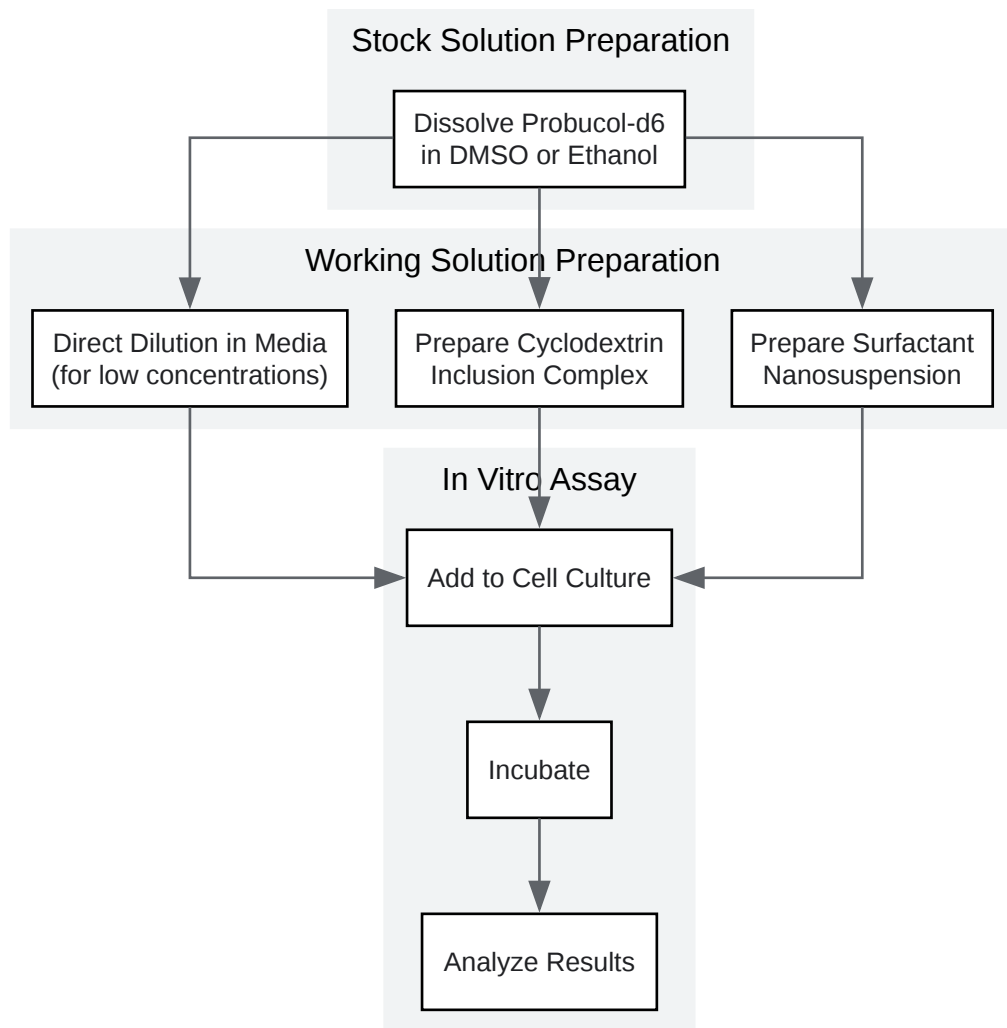 Stock Solution Preparation
Dissolve Probucol-d6
in DMSO or Ethanol
Working Solution Preparation
Direct Dilution in Media
(for low concentrations)
Prepare Cyclodextrin
Inclusion Complex
Prepare Surfactant
Nanosuspension
In Vitro Assay
Add to Cell Culture
Incubate
Analyze Results